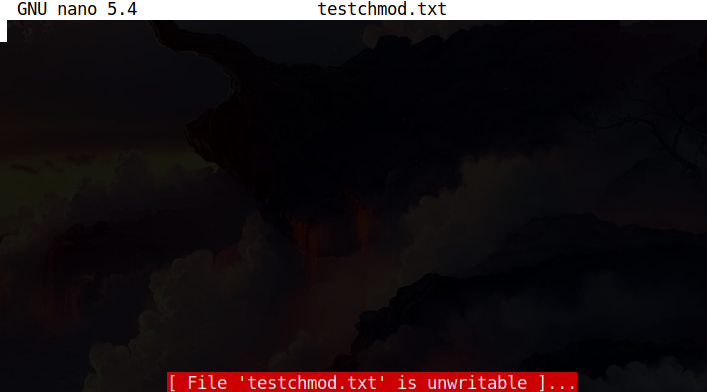 GNU nano 5.4 testchmod.txt
[ File 'testchmod.txt' is unwritable ]...